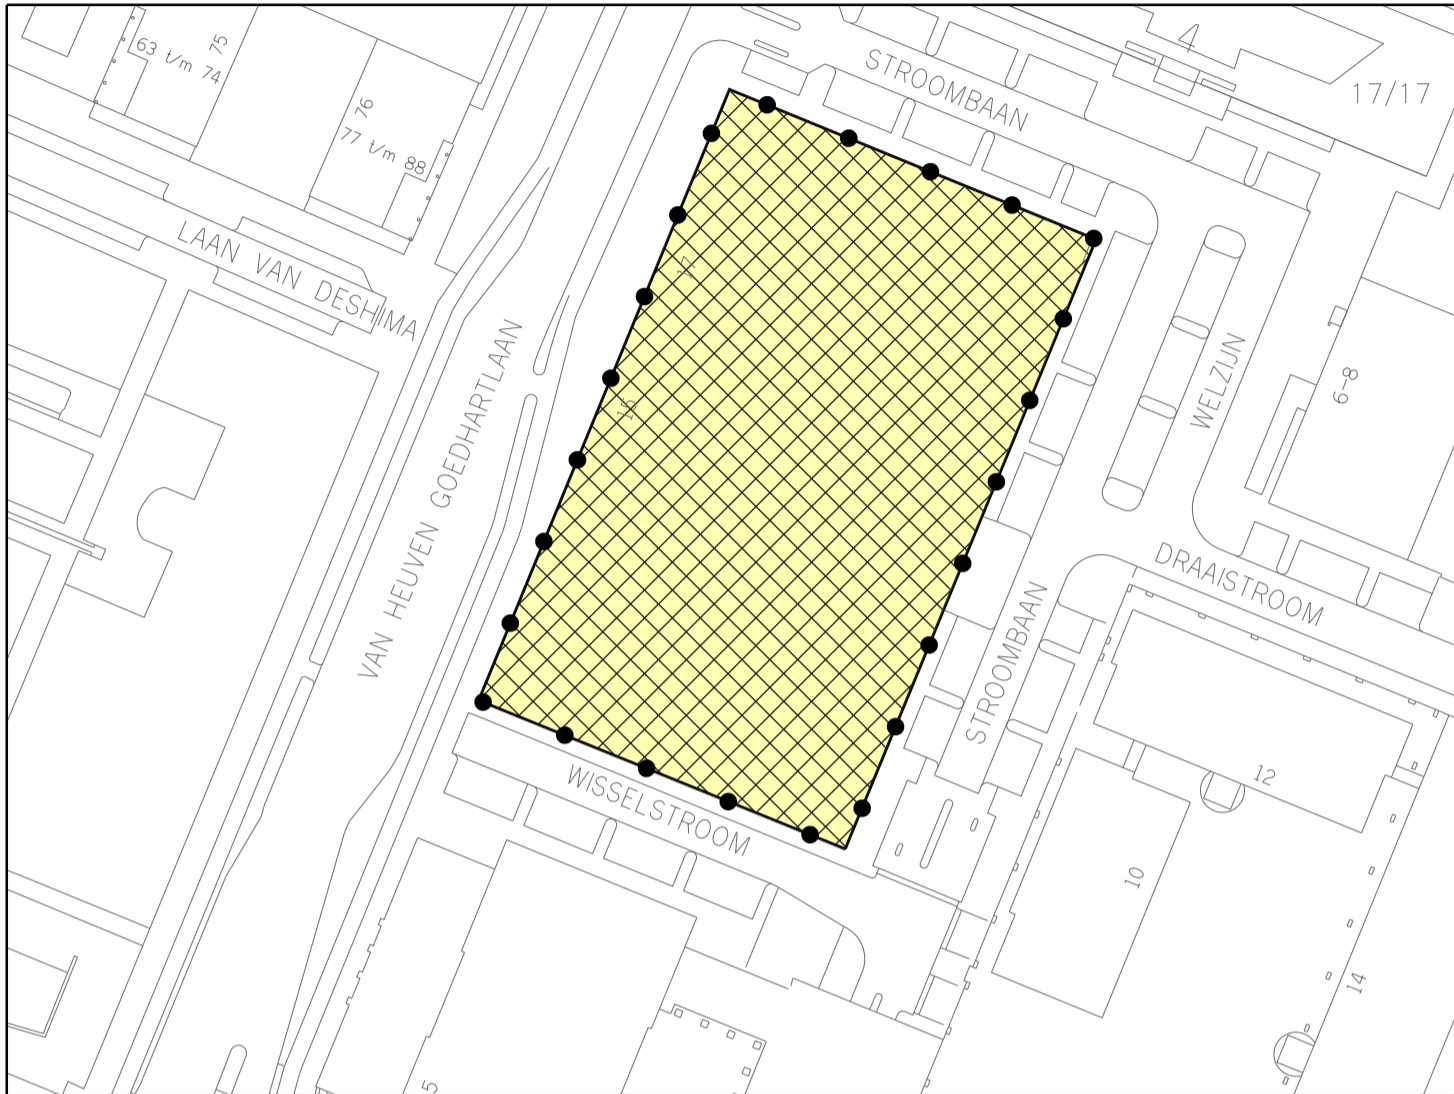 75
63 t/m 74
76
77 t/m 88
STROOMBAAN
4
17/17
LAAN VAN DESHIMA
17
VAN HEUVEN GOEDHARTLAAN
15
WELZIJN
6-8
DRAAISTROOM
STROOMBAAN
WISSELSTROOM
12
10
14
5